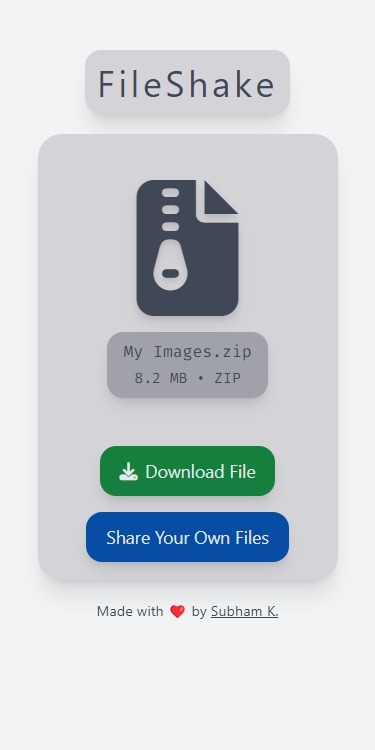 FileShake
My Images.zip
8.2 MB • ZIP
Download File
Share Your Own Files
Made with ❤️ by Subham K.